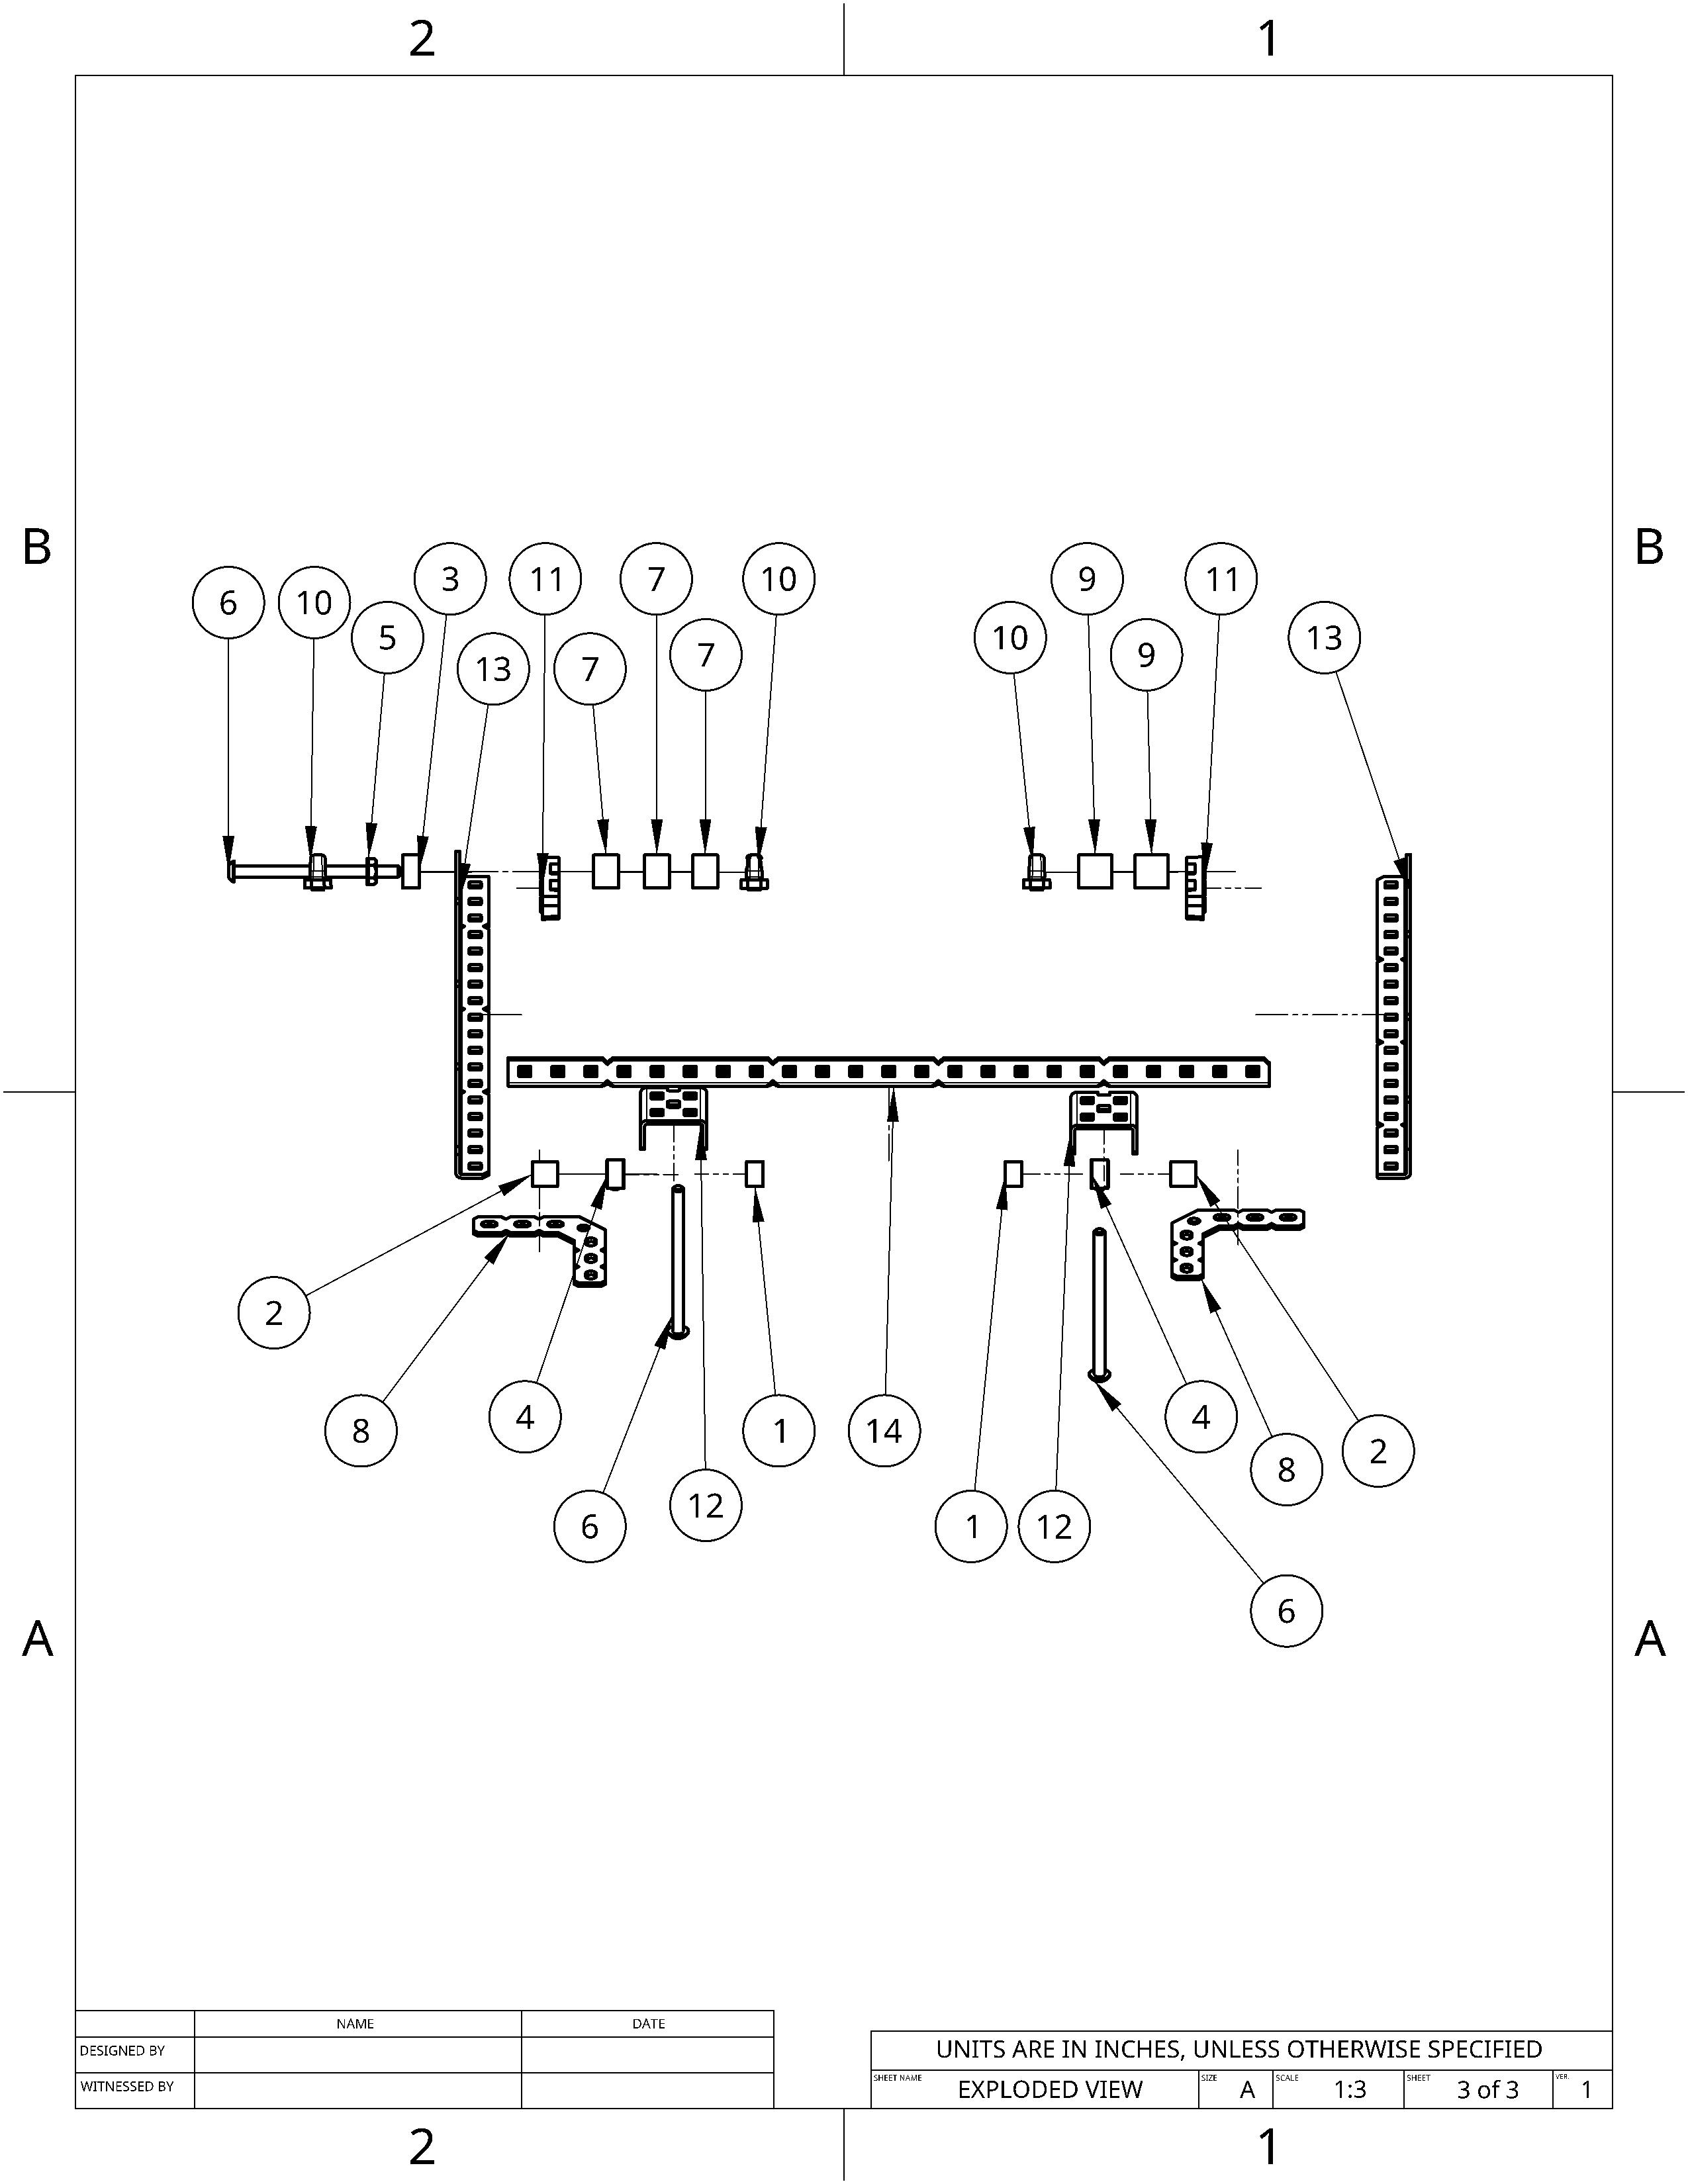 2 1
B B
3 11 7 10 9 11
6 10
5 10 13
7 9
13 7
2
4 4
8 1 14
2
8
12
6 1 12
6
A A
NAME DATE
DESIGNED BY
WITNESSED BY
UNITS ARE IN INCHES, UNLESS OTHERWISE SPECIFIED
SHEET NAME EXPLODED VIEW SIZE A SCALE 1:3 SHEET 3 of 3 VER. 1
2 1